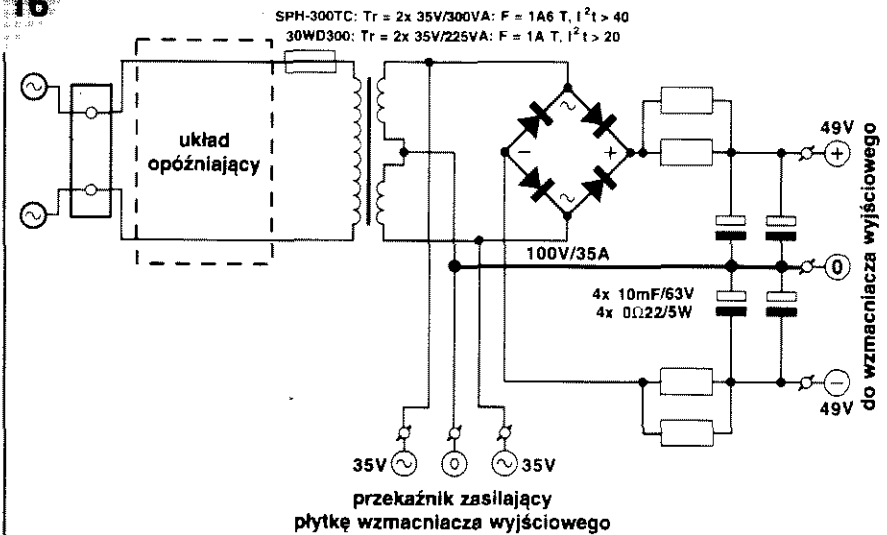 16
SPH-300TC: Tr = 2x 35V/300VA: F = 1A6 T, I²t > 40
30WD300: Tr = 2x 35V/225VA: F = 1A T, I²t > 20
układ
opóźniający
~
~
~
~
−
+
100V/35A
4x 10mF/63V
4x 0Ω22/5W
49V
+
0
−
49V
do wzmacniacza wyjściowego
35V ~
0
~ 35V
przekaźnik zasilający
płytkę wzmacniacza wyjściowego